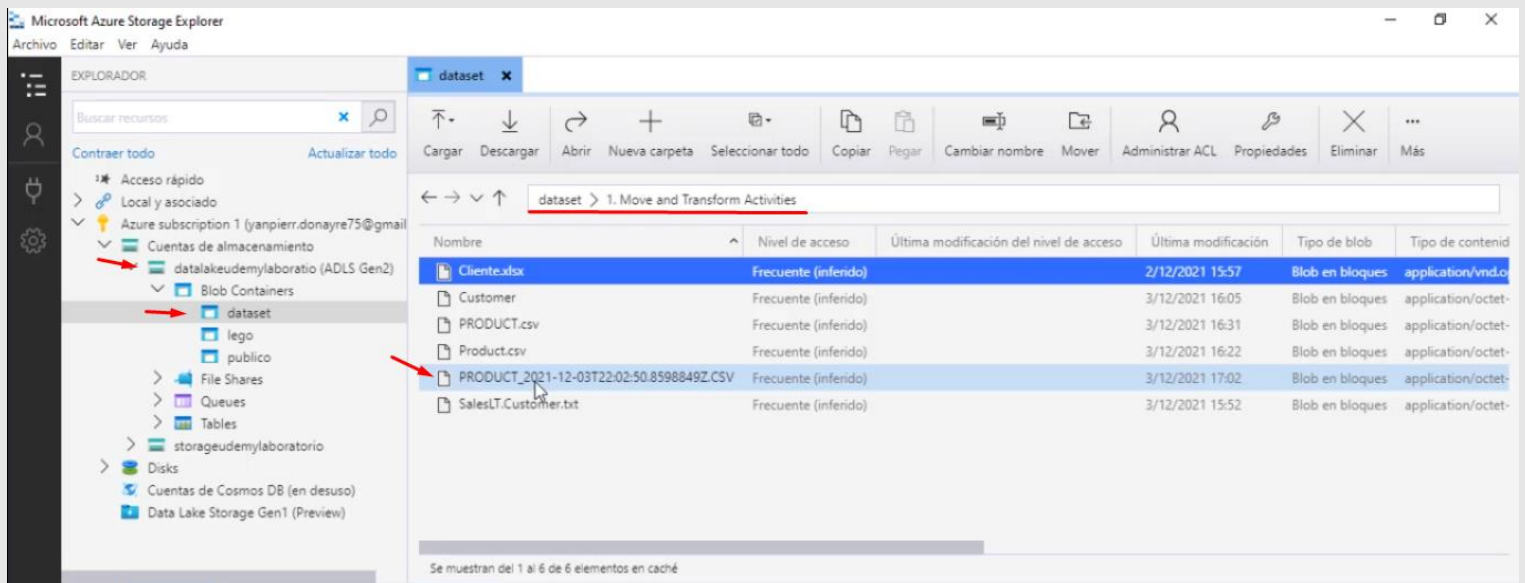 Microsoft Azure Storage Explorer
Archivo Editar Ver Ayuda
EXPLORADOR
Buscar recursos
Contraer todo Actualizar todo
Acceso rápido
Local y asociado
Azure subscription 1 (yanpierr.donayre75@gmail
Cuentas de almacenamiento
datalakeudemylaboratio (ADLS Gen2)
Blob Containers
dataset
lego
publico
File Shares
Queues
Tables
storageudemylaboratorio
Disks
Cuentas de Cosmos DB (en desuso)
Data Lake Storage Gen1 (Preview)
dataset
Cargar Descargar Abrir Nueva carpeta Seleccionar todo Copiar Pegar Cambiar nombre Mover Administrar ACL Propiedades Eliminar Más
dataset > 1. Move and Transform Activities
Nombre Nivel de acceso Última modificación del nivel de acceso Última modificación Tipo de blob Tipo de contenid
Cliente.xlsx Frecuente (inferido) 2/12/2021 15:57 Blob en bloques application/vnd.o
Customer Frecuente (inferido) 3/12/2021 16:05 Blob en bloques application/octet-
PRODUCT.csv Frecuente (inferido) 3/12/2021 16:31 Blob en bloques application/octet-
Product.csv Frecuente (inferido) 3/12/2021 16:22 Blob en bloques application/octet-
PRODUCT_2021-12-03T22:02:50.8598849Z.CSV Frecuente (inferido) 3/12/2021 17:02 Blob en bloques application/octet-
SalesLT.Customer.txt Frecuente (inferido) 3/12/2021 15:52 Blob en bloques application/octet-
Se muestran del 1 al 6 de 6 elementos en caché